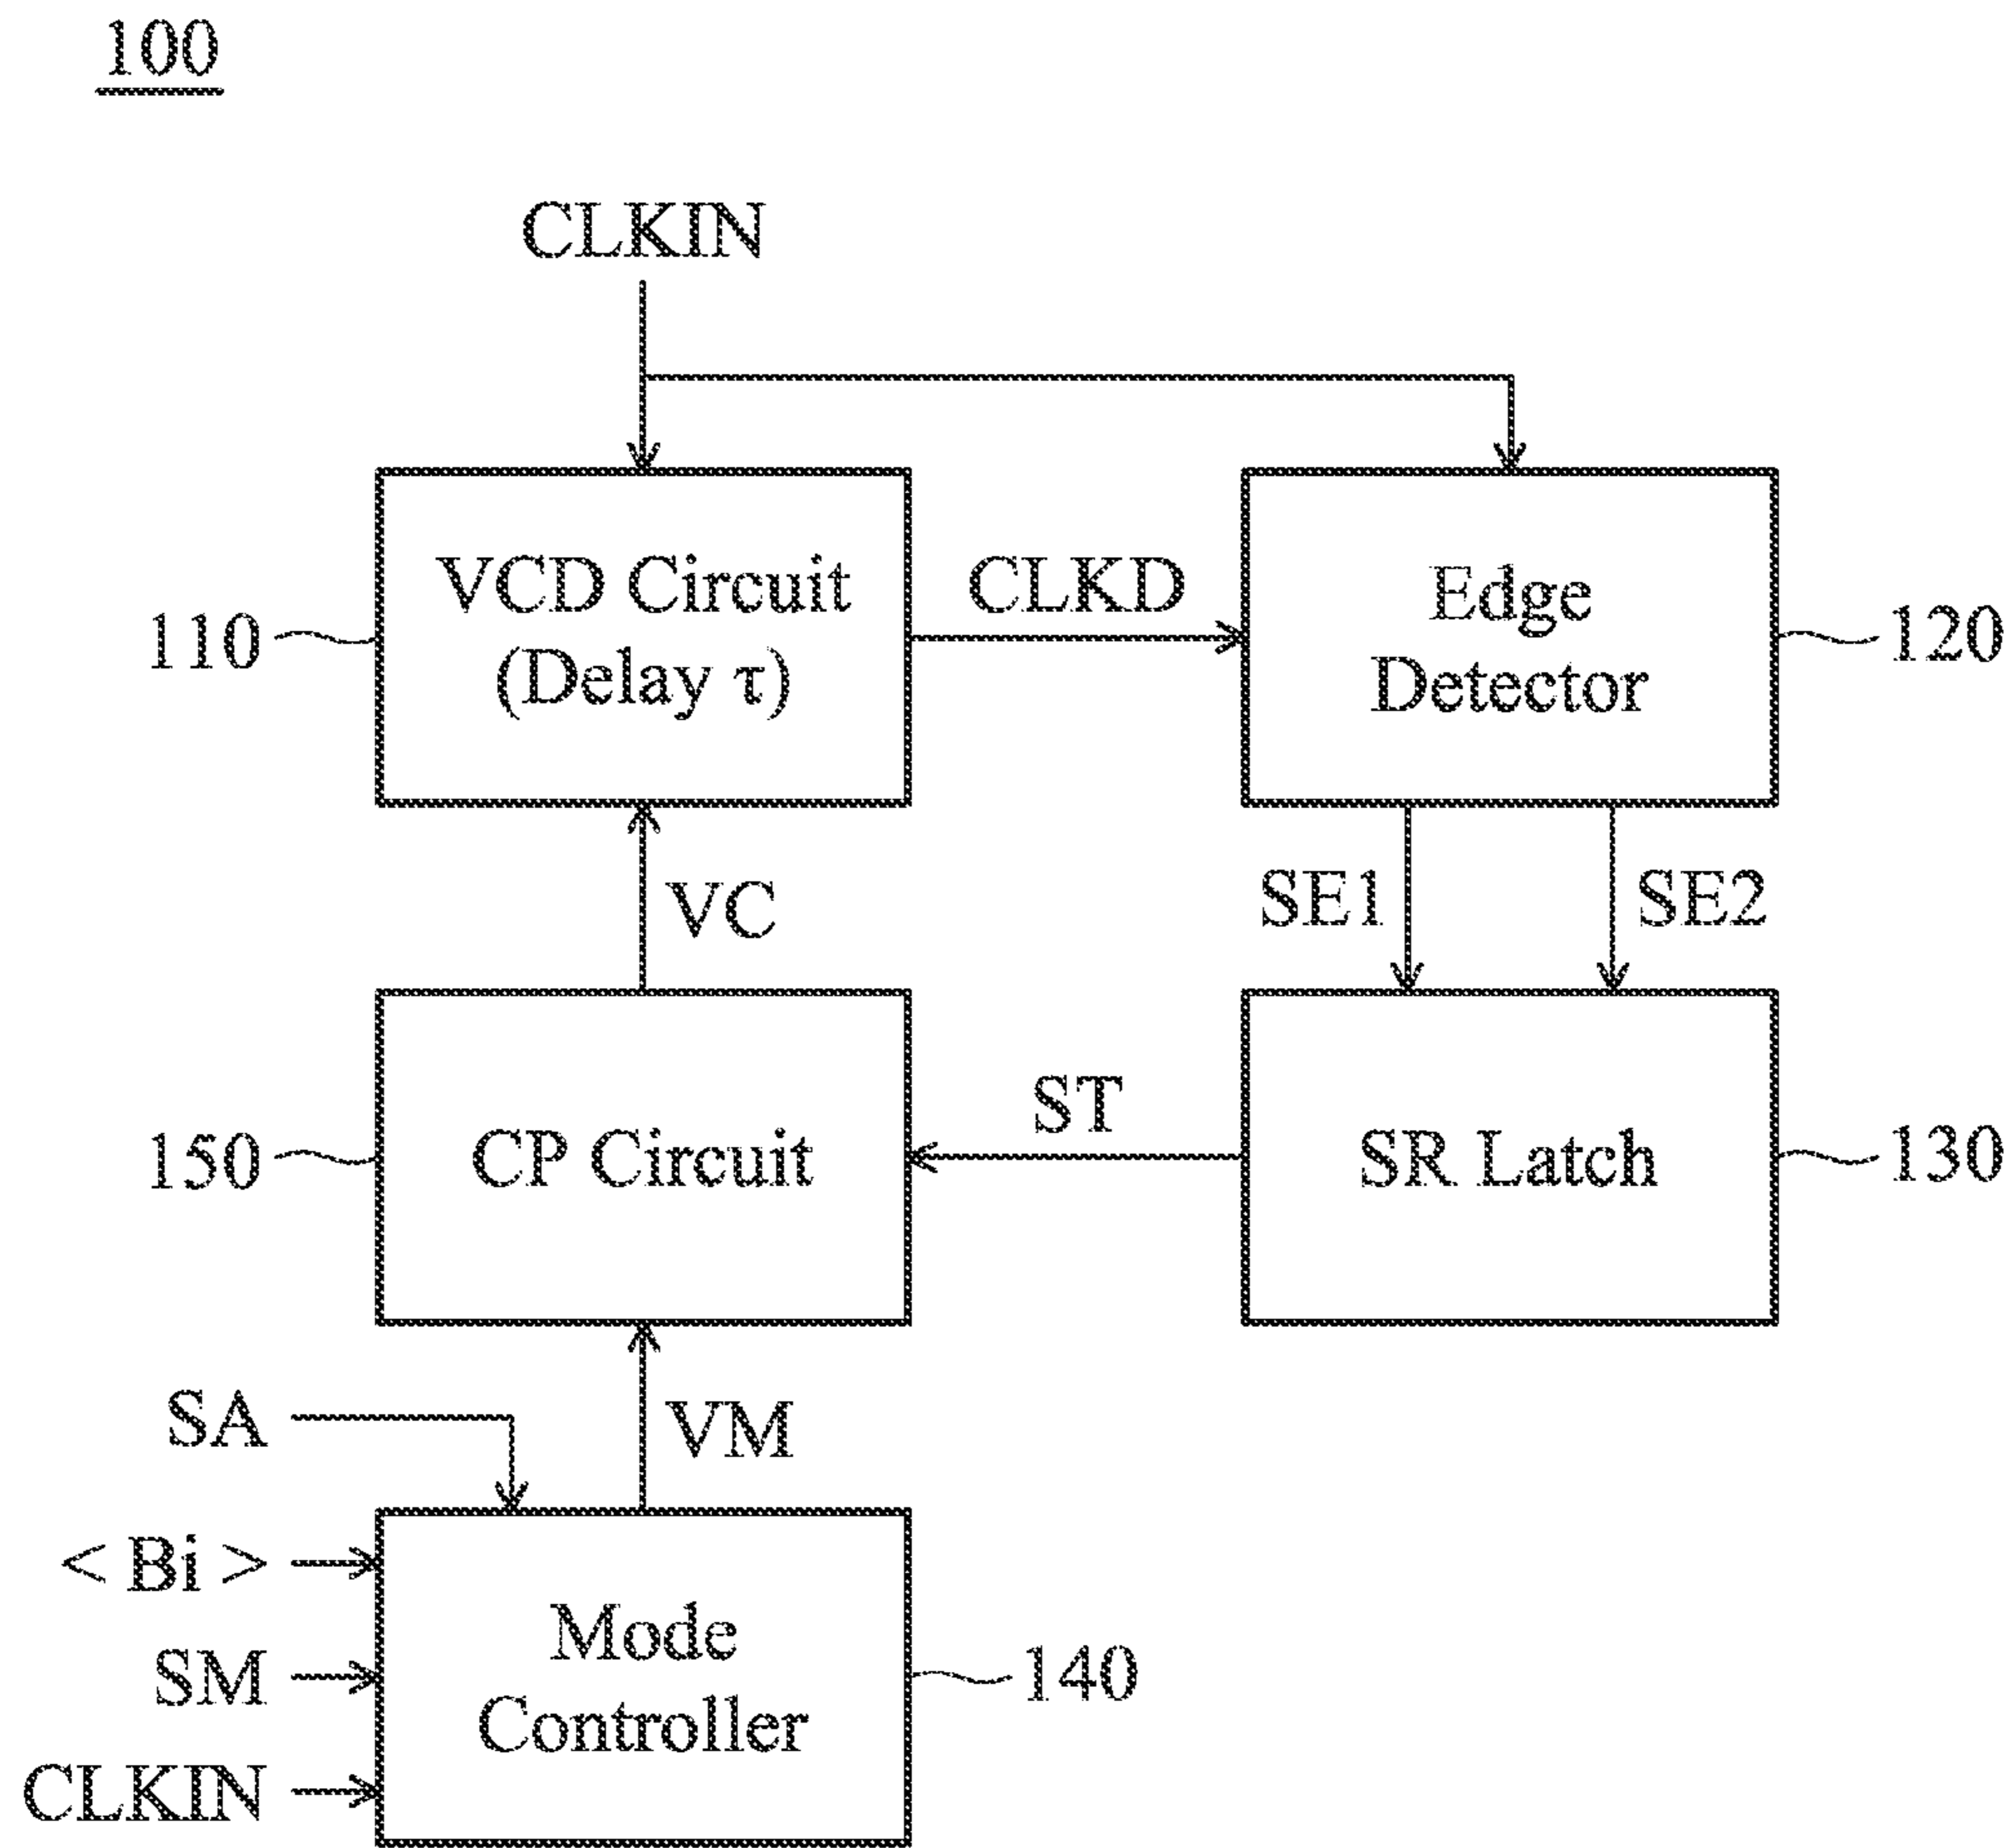 100
CLKIN
VCD Circuit
(Delay τ)
110
CLKD
Edge
Detector
120
VC
SE1
SE2
CP Circuit
150
ST
SR Latch
130
SA
VM
< Bi >
SM
CLKIN
Mode
Controller
140